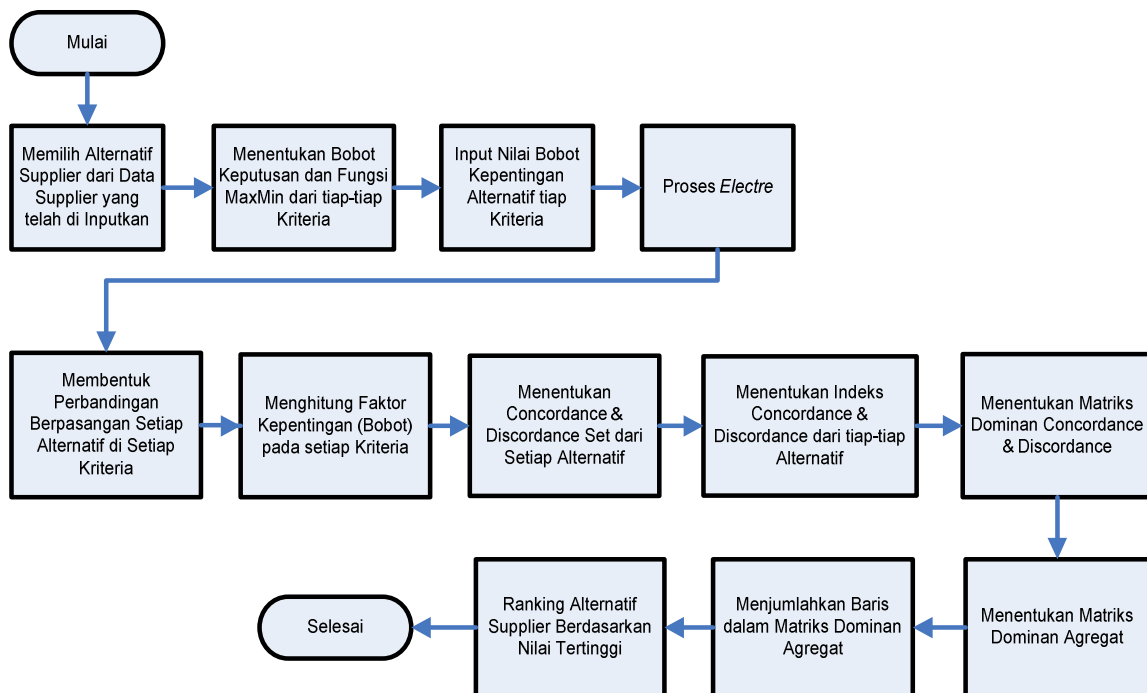 Mulai
Memilih Alternatif
Supplier dari Data
Supplier yang
telah di Inputkan
Menentukan Bobot
Keputusan dan Fungsi
MaxMin dari tiap-tiap
Kriteria
Input Nilai Bobot
Kepentingan
Alternatif tiap
Kriteria
Proses Electre
Membentuk
Perbandingan
Berpasangan Setiap
Alternatif di Setiap
Kriteria
Menghitung Faktor
Kepentingan (Bobot)
pada setiap Kriteria
Menentukan
Concordance &
Discordance Set dari
Setiap Alternatif
Menentukan Indeks
Concordance &
Discordance dari tiap-tiap
Alternatif
Menentukan Matriks
Dominan Concordance
& Discordance
Menentukan Matriks
Dominan Agregat
Menjumlahkan Baris
dalam Matriks Dominan
Agregat
Ranking Alternatif
Supplier Berdasarkan
Nilai Tertinggi
Selesai